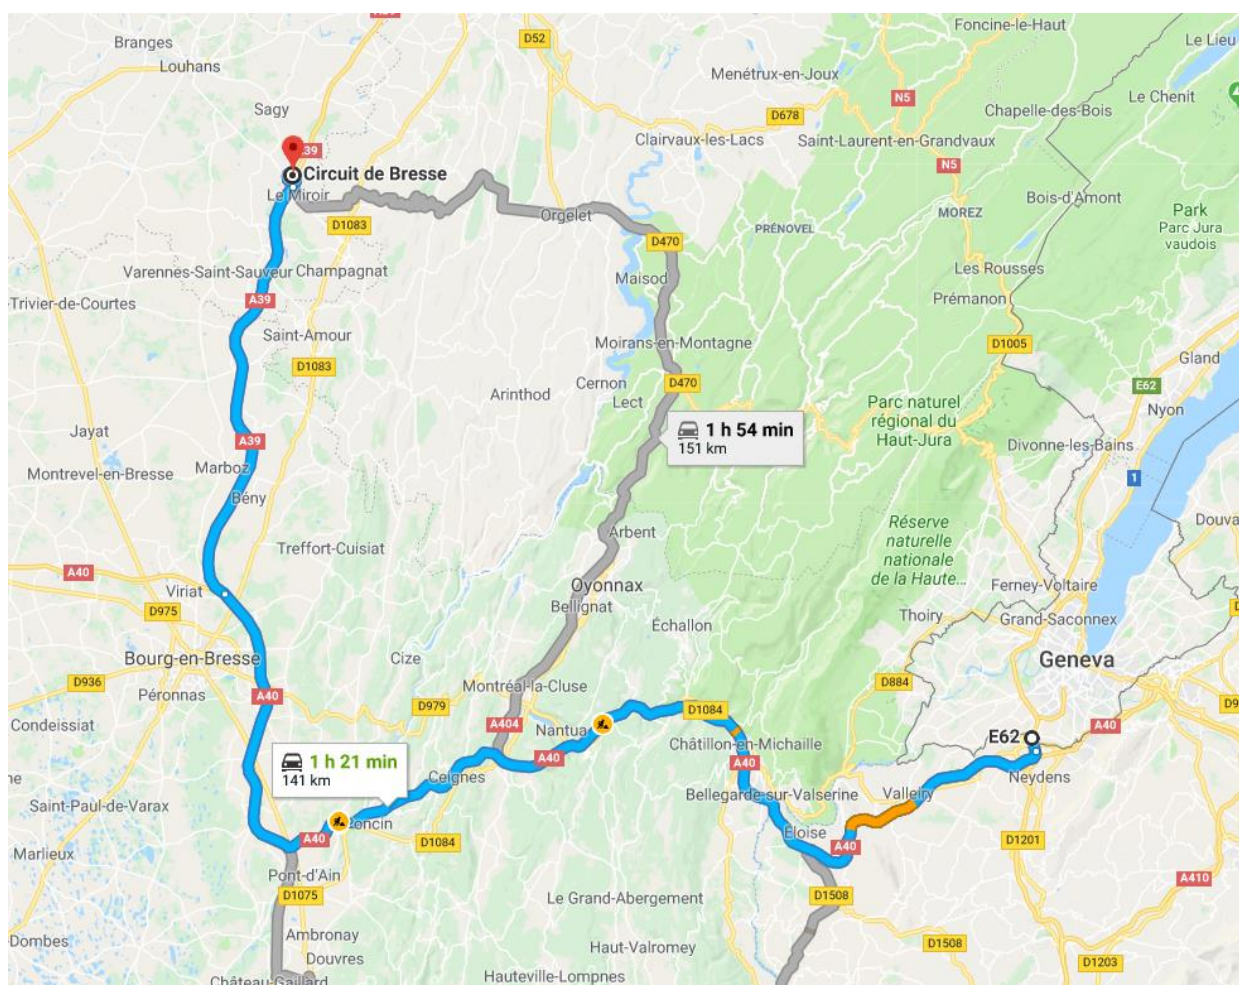 Branges
Louhans
D52
Foncine-le-Haut
Le Lieu
Menétrux-en-Joux
N5
Chapelle-des-Bois
Le Chenit
Sagy
D678
Clairvaux-les-Lacs
Saint-Laurent-en-Grandvaux
39
N5
Circuit de Bresse
Le Miroir
Bois-d'Amont
Orgelet
D1083
PRÉNOVEL
MOREZ
Park
Parc Jura
vaudois
D470
Varennes-Saint-Sauveur
Champagnat
Maisod
Les Rousses
-Trivier-de-Courtes
A39
Prémanon
Saint-Amour
Moirans-en-Montagne
D1005
Gland
D1083
Arinthod
Cernon
D470
E62
Lect
Parc naturel
régional du
Haut-Jura
Nyon
Jayat
A39
1 h 54 min
151 km
Divonne-les-Bains
Marboz
Montrevel-en-Bresse
1
Bény
Réserve
naturelle
nationale
de la Haute...
Douva
Treffort-Cuisiat
Arbent
A40
Viriat
Oyonnax
Ferney-Voltaire
D975
Bellignat
Thoiry
Grand-Saconnex
Échallon
Bourg-en-Bresse
Cize
Geneva
D936
Péronnas
A40
Montréal-la-Cluse
D884
D979
D1084
Condeissiat
A404
Nantua
A40
E62
Châtillon-en-Michaille
1 h 21 min
141 km
Ceignes
A40
A40
Neydens
Bellegarde-sur-Valserine
Valleiry
Saint-Paul-de-Varax
Éloise
A40
D1084
A40
D1201
Marlieux
Pont-d'Ain
A410
D1075
Le Grand-Abergement
D1508
Ambronay
-Dombes
Haut-Valromey
D1508
Douvres
D1203
Château-Gaillard
Hauteville-Lompnes